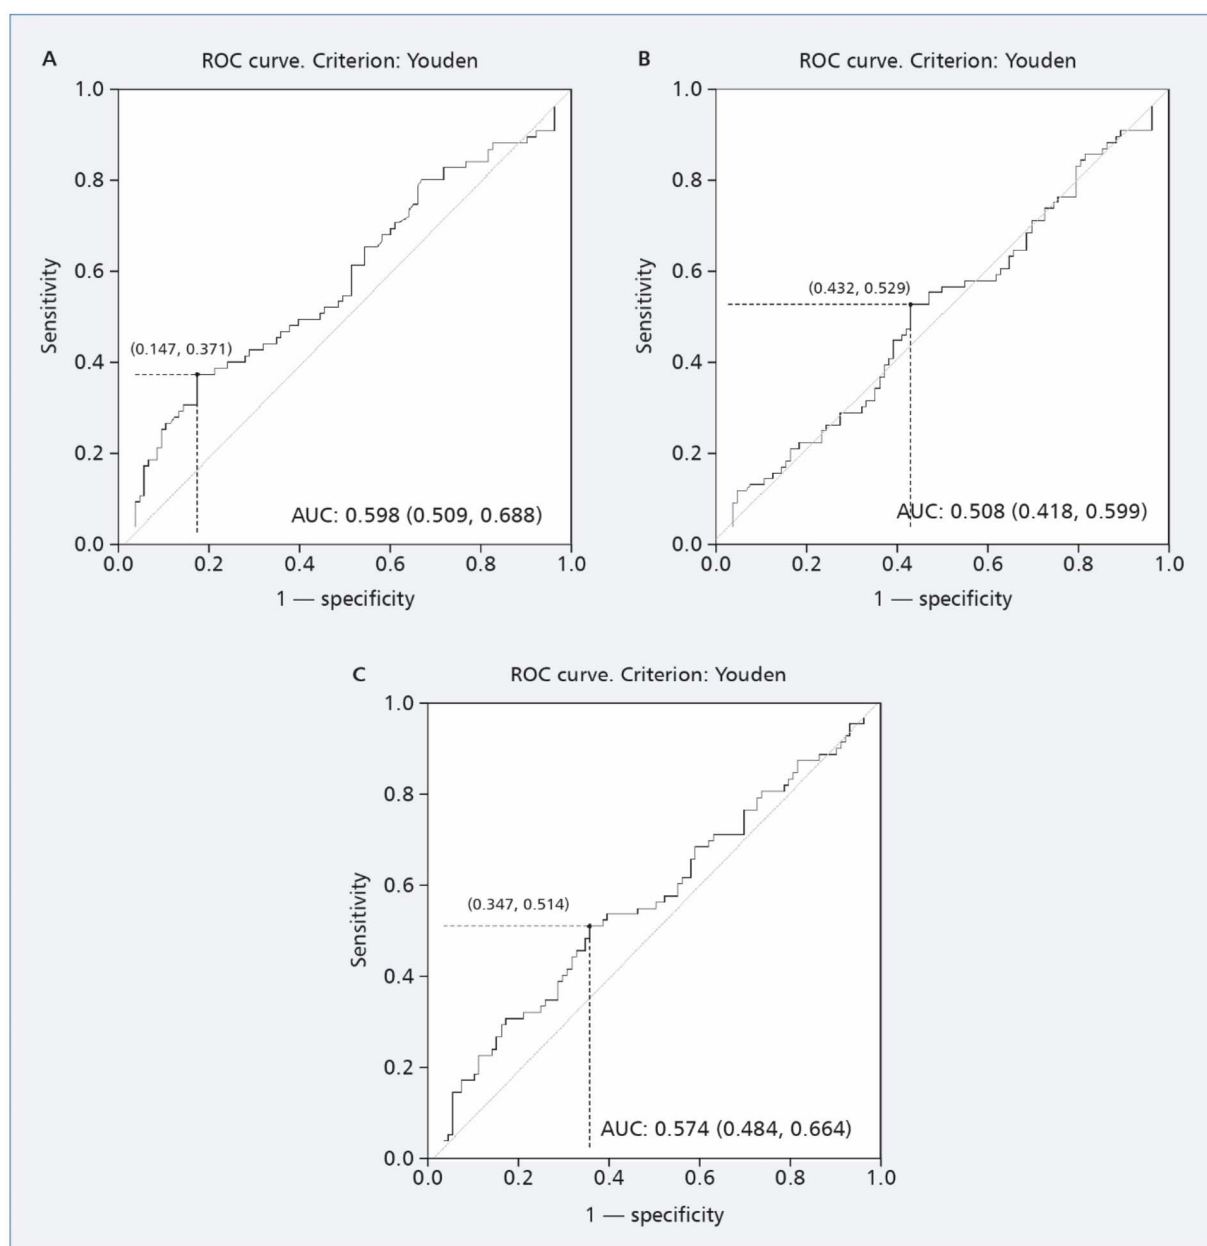 A
ROC curve. Criterion: Youden
1.0
0.8
0.6
0.4
0.2
0.0
Sensitivity
(0.147, 0.371)
AUC: 0.598 (0.509, 0.688)
0.0 0.2 0.4 0.6 0.8 1.0
1 — specificity
B
ROC curve. Criterion: Youden
1.0
0.8
0.6
0.4
0.2
0.0
Sensitivity
(0.432, 0.529)
AUC: 0.508 (0.418, 0.599)
0.0 0.2 0.4 0.6 0.8 1.0
1 — specificity
C
ROC curve. Criterion: Youden
1.0
0.8
0.6
0.4
0.2
0.0
Sensitivity
(0.347, 0.514)
AUC: 0.574 (0.484, 0.664)
0.0 0.2 0.4 0.6 0.8 1.0
1 — specificity